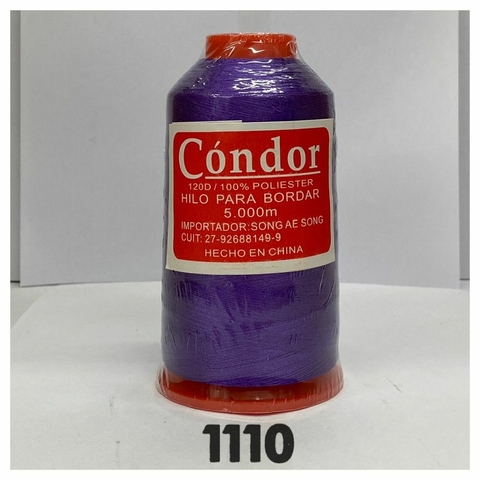 Cóndor
120D / 100% POLIESTER
HILO PARA BORDAR
5.000m
IMPORTADOR: SONG AE SONG
CUIT: 27-92688149-9
HECHO EN CHINA
1110